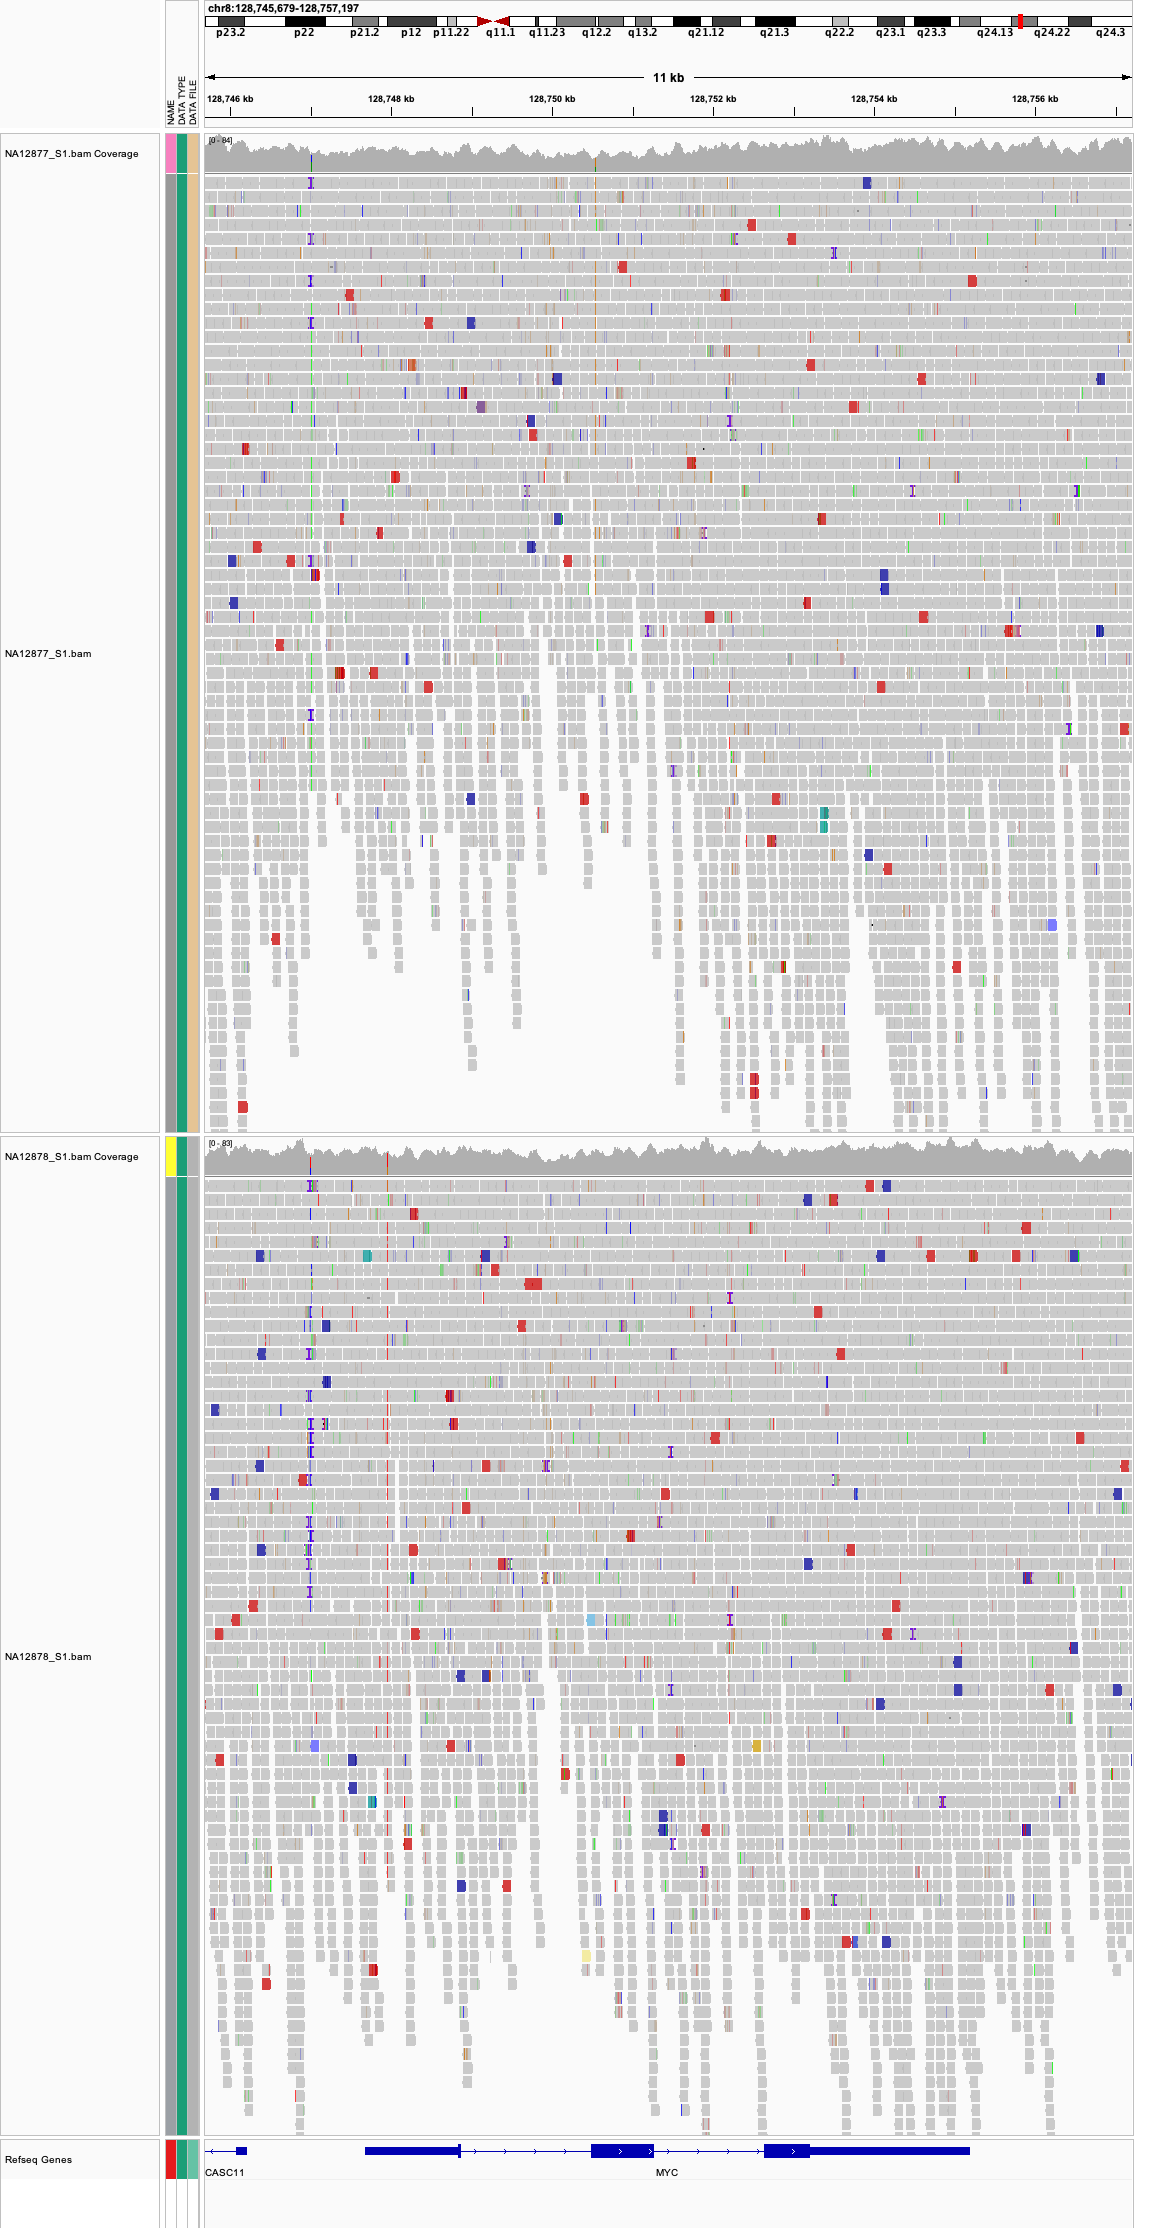 chr8:128,745,679-128,757,197
p23.2 p22 p21.2 p12 p11.22 q11.1 q11.23 q12.2 q13.2 q21.12 q21.3 q22.2 q23.1 q23.3 q24.13 q24.22 q24.3
11 kb
NAME
DATA TYPE
DATA FILE
128,746 kb 128,748 kb 128,750 kb 128,752 kb 128,754 kb 128,756 kb
[0 - 84]
NA12877_S1.bam Coverage
NA12877_S1.bam
[0 - 83]
NA12878_S1.bam Coverage
NA12878_S1.bam
Refseq Genes
CASC11 MYC